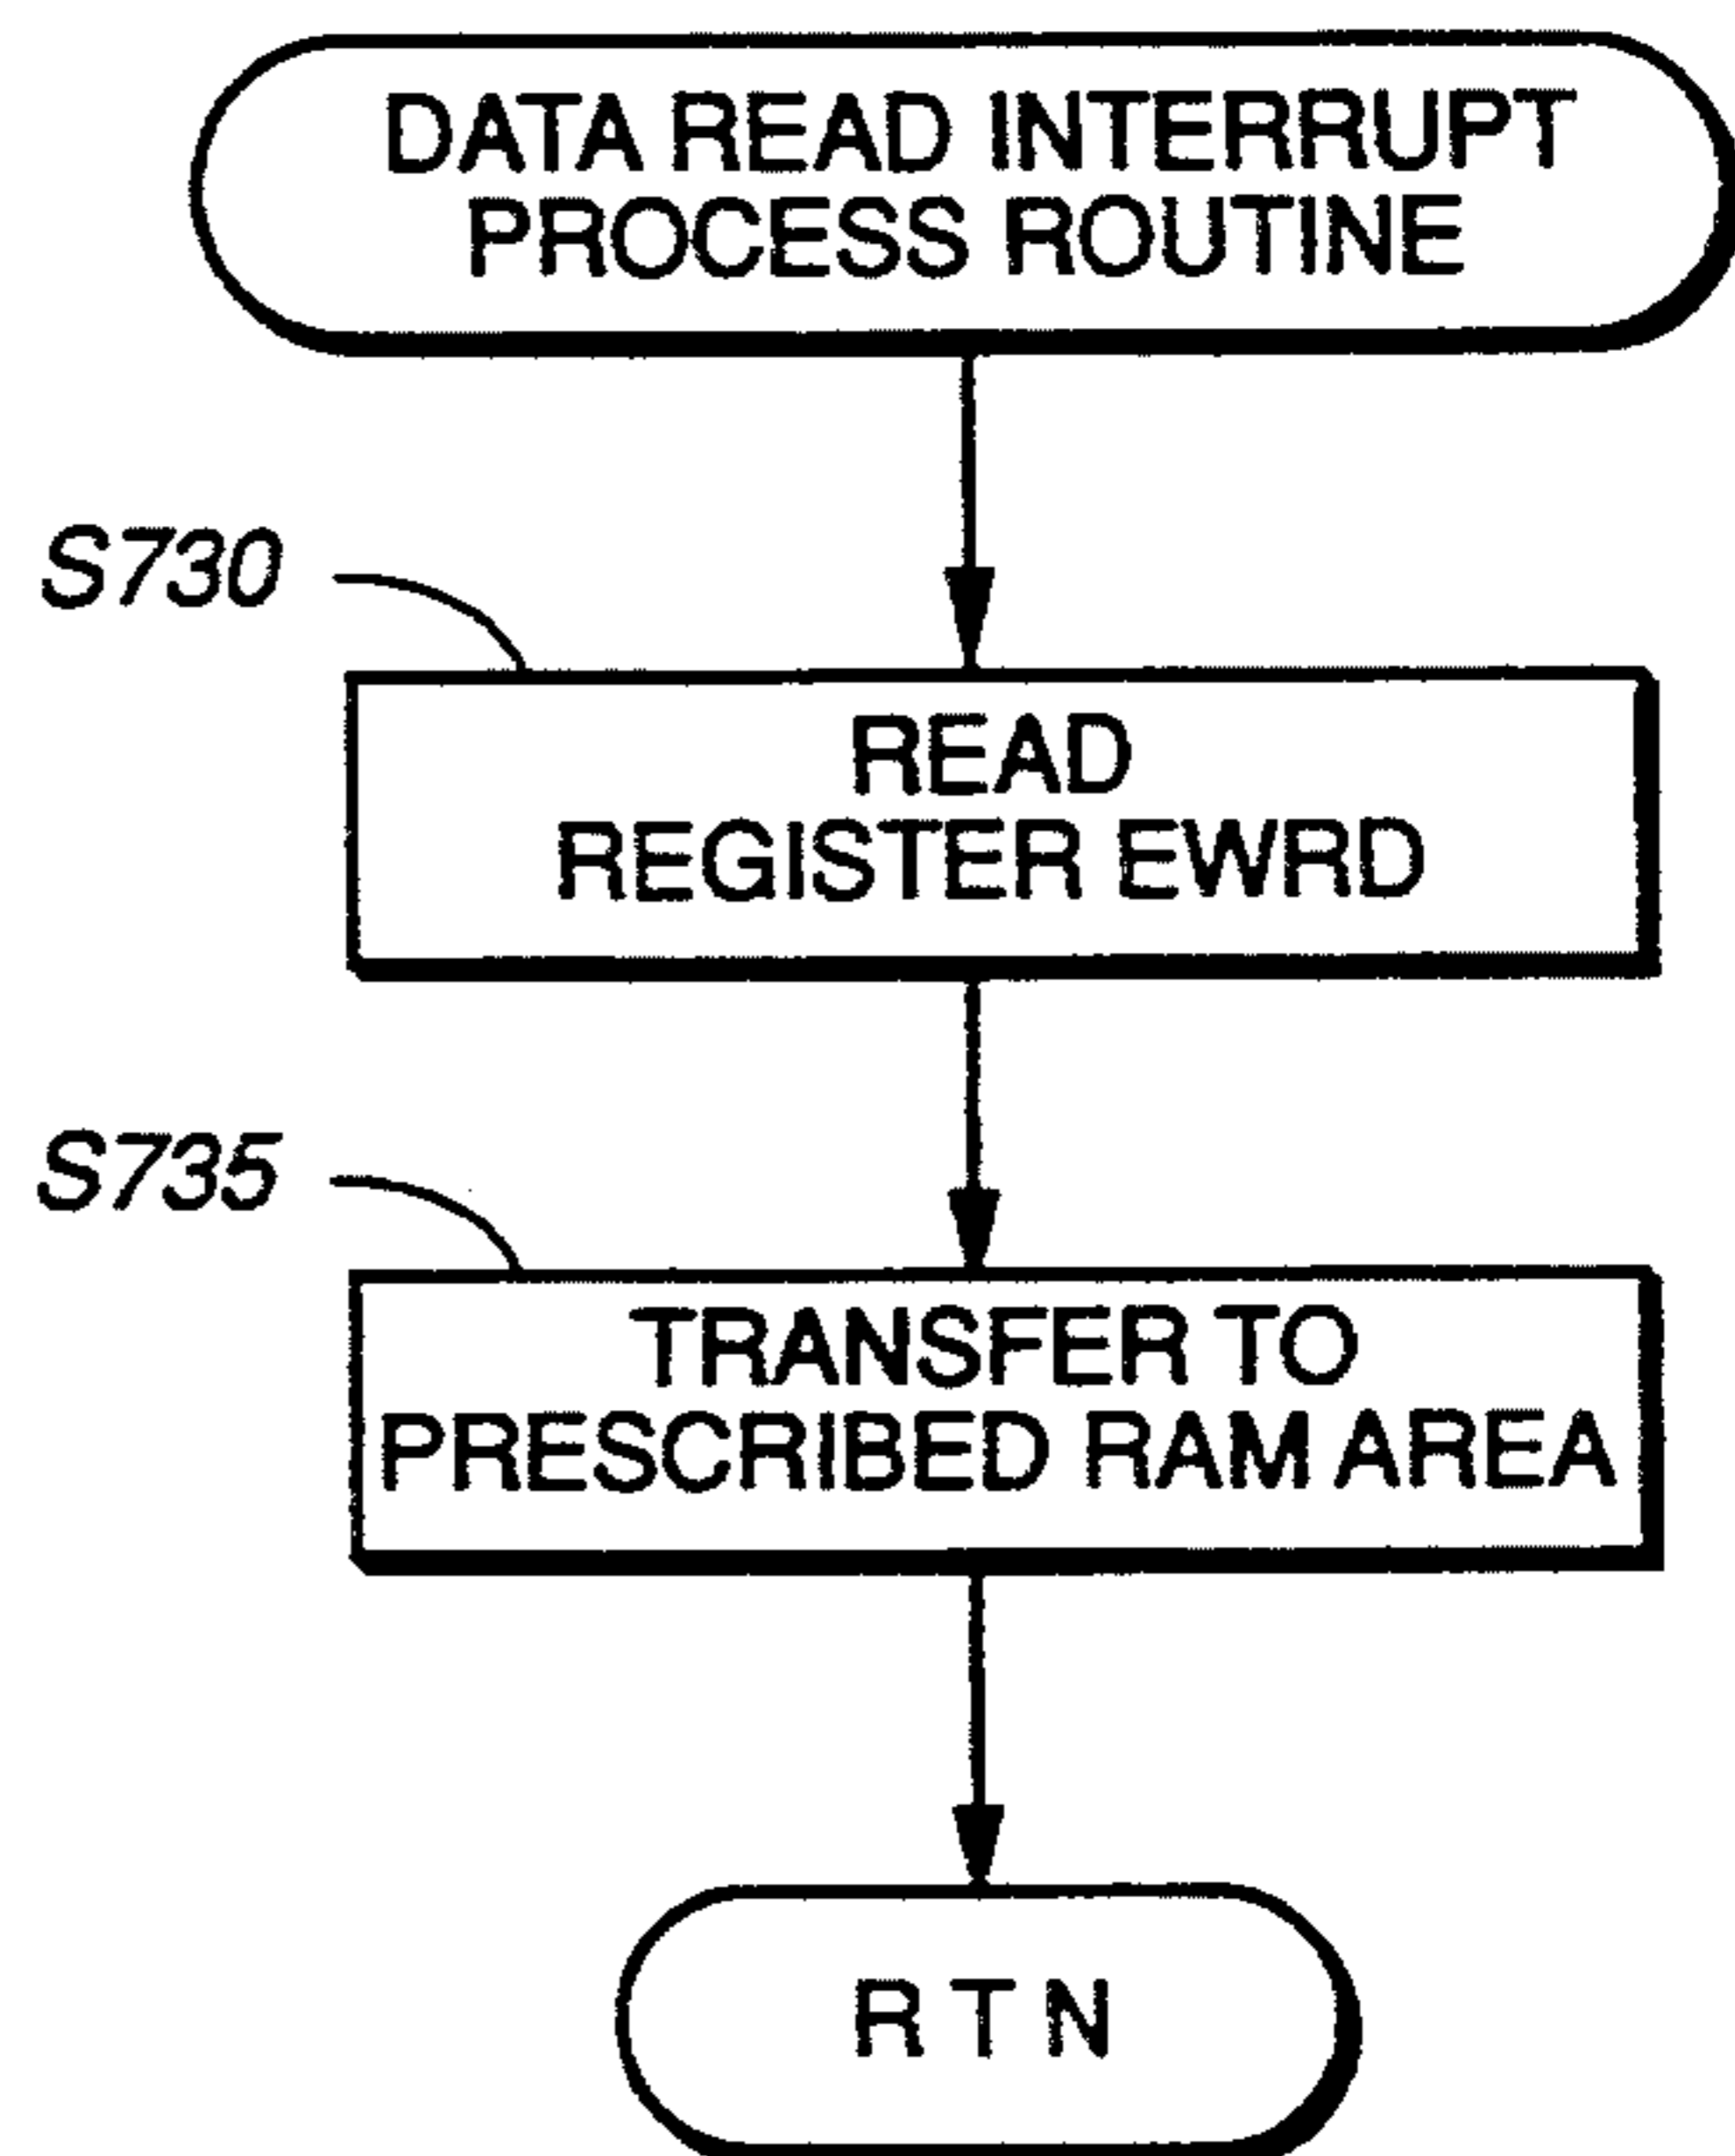 DATA READ INTERRUPT
PROCESS ROUTINE
S730
READ
REGISTER EWRD
S735
TRANSFER TO
PRESCRIBED RAM AREA
RTN